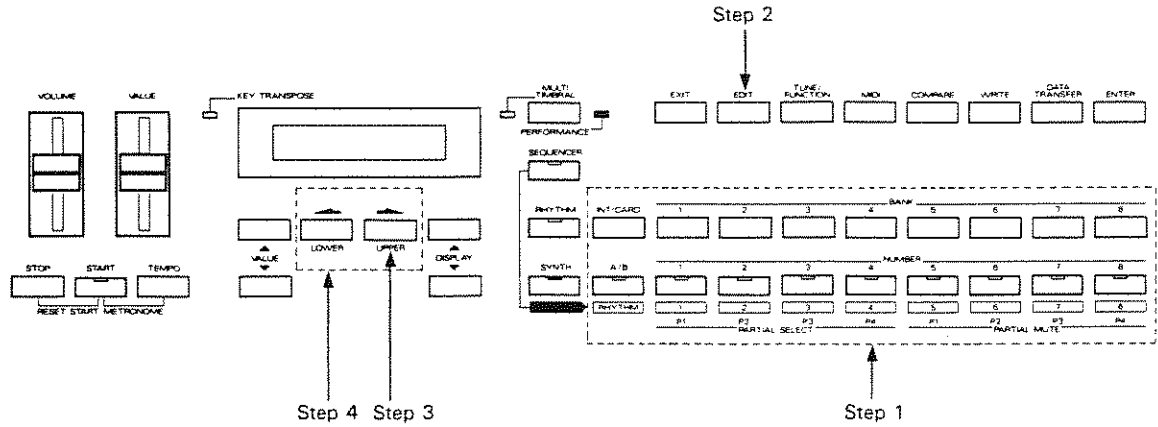 Step 2
VOLUME VALUE KEY TRANSPOSE MULTI TIMBRAL EXIT EDIT TUNE/FUNCTION MIDI COMPARE WRITE DATA TRANSFER ENTER
PERFORMANCE
SEQUENCER
BANK
RHYTHM INT/CARD 1 2 3 4 5 6 7 8
LOWER UPPER
VALUE DISPLAY
NUMBER
STOP START TEMPO SYNTH A/B 1 2 3 4 5 6 7 8
RESET START METRONOME RHYTHM 1 2 3 4 5 6 7 8
P1 P2 P3 P4 P1 P2 P3 P4
PARTIAL SELECT PARTIAL MUTE
Step 4 Step 3 Step 1